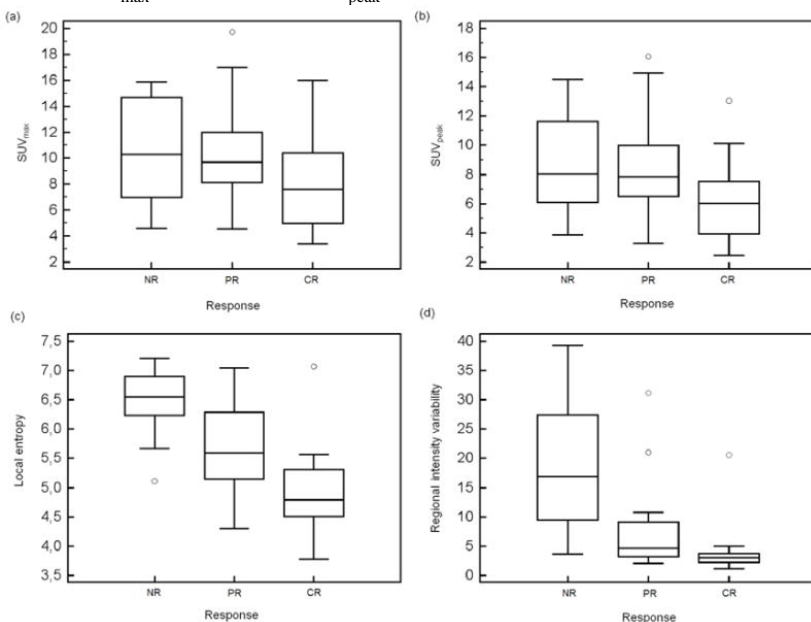 max peak
(a)
20
18
16
14
12
10
8
6
4
2
SUVmax
NR PR CR
Response
(b)
18
16
14
12
10
8
6
4
2
SUVpeak
NR PR CR
Response
(c)
7,5
7,0
6,5
6,0
5,5
5,0
4,5
4,0
3,5
Local entropy
NR PR CR
Response
(d)
40
35
30
25
20
15
10
5
0
Regional intensity variability
NR PR CR
Response